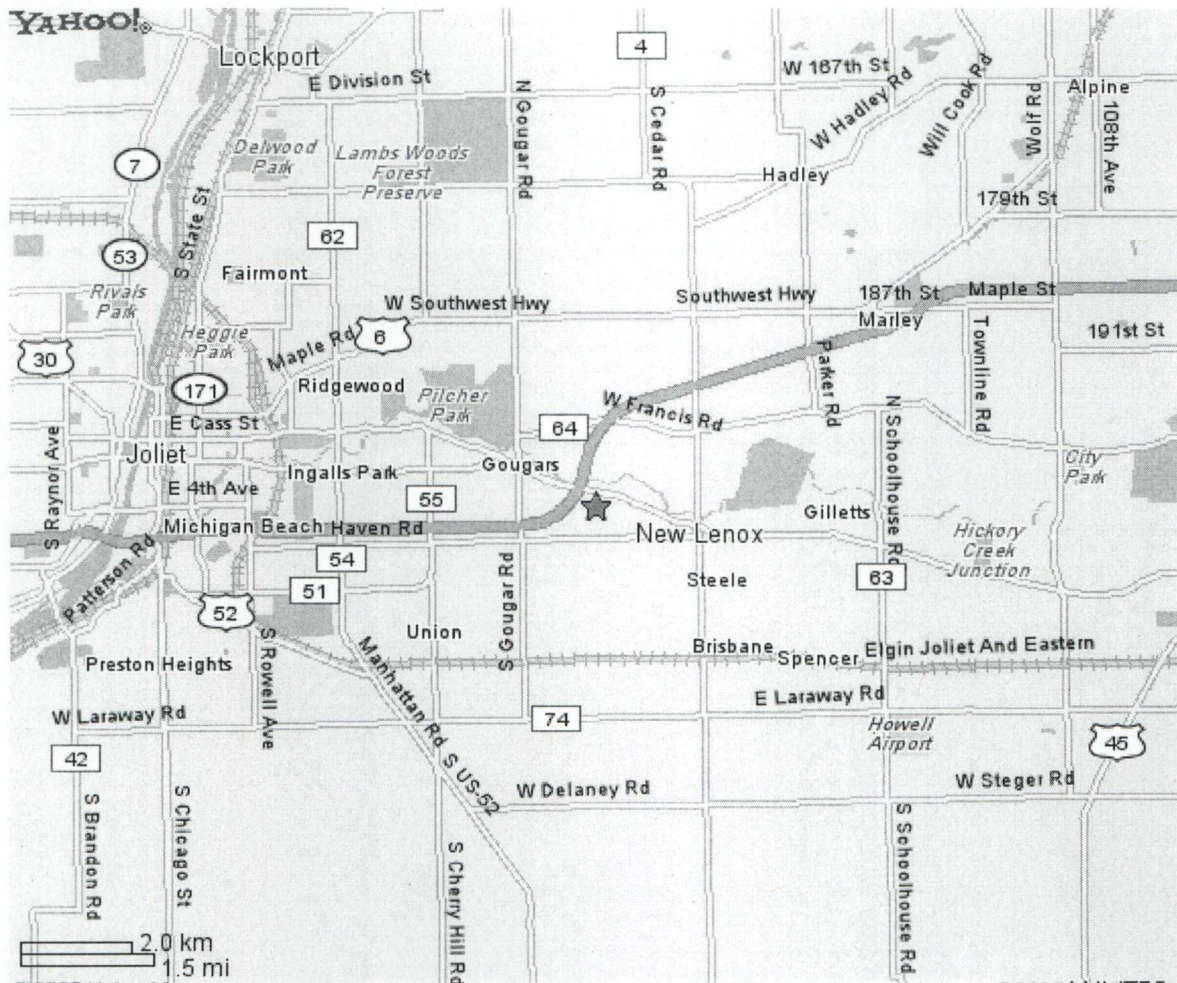 YAHOO!
Lockport
4
W 167th St
E Division St
N Gougar Rd
S Cedar Rd
W Hadley Rd
Will Cook Rd
Wolf Rd
Alpine
108th Ave
7
Delwood Park
Lambs Woods Forest Preserve
Hadley
S State St
179th St
62
53
Fairmont
Rivals Park
W Southwest Hwy
Southwest Hwy
187th St
Maple St
Marley
Heggie Park
Maple Rd
6
191st St
30
171
Ridgewood
Pilcher Park
Parker Rd
Townline Rd
W Francis Rd
64
E Cass St
N Schoolhouse Rd
S Raynor Ave
Joliet
Ingalls Park
Gougars
City Park
E 4th Ave
55
Gilletts
Michigan Beach
Haven Rd
New Lenox
Hickory Creek Junction
Patterson Rd
54
51
Steele
63
52
S Gougar Rd
Union
Brisbane
Spencer
Elgin Joliet And Eastern
Preston Heights
S Rowell Ave
Manhattan Rd
S US-52
E Laraway Rd
W Laraway Rd
74
Howell Airport
45
42
W Delaney Rd
W Steger Rd
S Brandon Rd
S Chicago St
S Cherry Hill Rd
S Schoolhouse Rd
2.0 km
1.5 mi